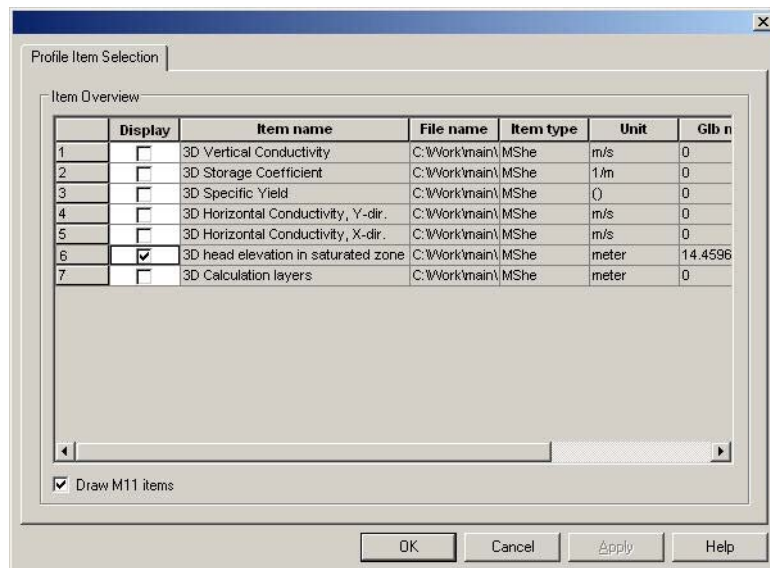 Profile Item Selection
Item Overview
Display Item name File name Item type Unit Glb n
1 3D Vertical Conductivity C:\Work\main\ MShe m/s 0
2 3D Storage Coefficient C:\Work\main\ MShe 1/m 0
3 3D Specific Yield C:\Work\main\ MShe () 0
4 3D Horizontal Conductivity, Y-dir. C:\Work\main\ MShe m/s 0
5 3D Horizontal Conductivity, X-dir. C:\Work\main\ MShe m/s 0
6 3D head elevation in saturated zone C:\Work\main\ MShe meter 14.4596
7 3D Calculation layers C:\Work\main\ MShe meter 0
Draw M11 items
OK Cancel Apply Help